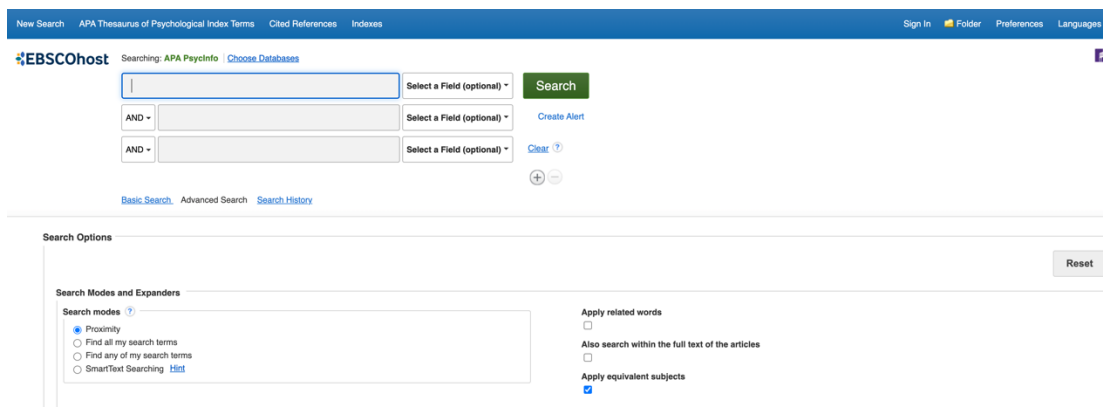 New Search APA Thesaurus of Psychological Index Terms Cited References Indexes Sign In Folder Preferences Languages
EBSCOhost Searching: APA PsycInfo Choose Databases
Select a Field (optional) Search
AND Select a Field (optional) Create Alert
AND Select a Field (optional) Clear ?
Basic Search Advanced Search Search History
Search Options
Reset
Search Modes and Expanders
Search modes ?
Proximity
Find all my search terms
Find any of my search terms
SmartText Searching Hint
Apply related words
Also search within the full text of the articles
Apply equivalent subjects